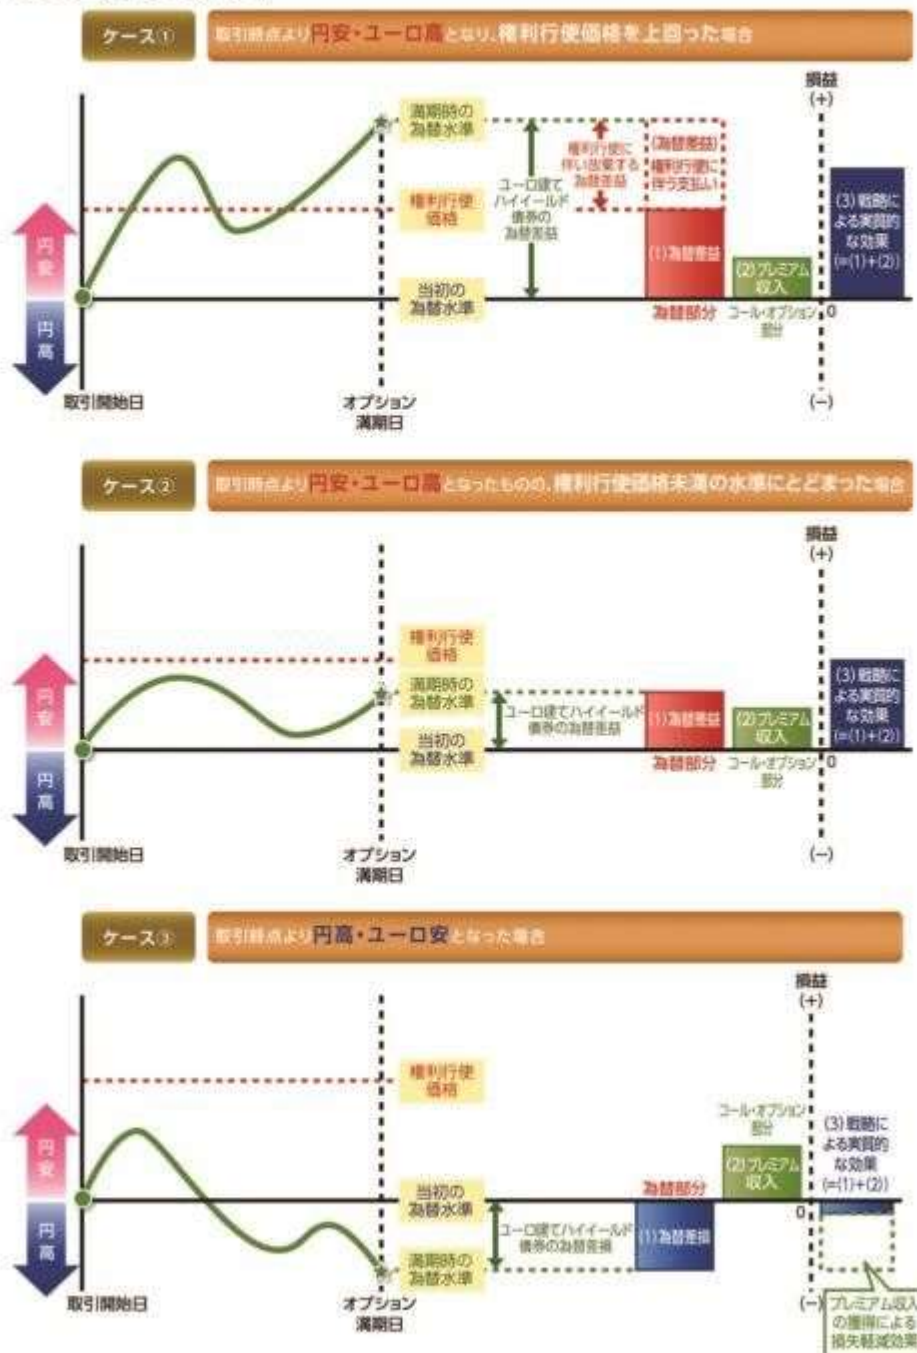 ケース①
取引時点より円安・ユーロ高となり、権利行使価格を上回った場合
損益
(+)
満期時の
為替水準
権利行使
価格
当初の
為替水準
円安
円高
ユーロ建て
ハイイールド
債券の
為替差益
権利行使に
伴い放棄する
為替差益
(為替差益)
権利行使に
伴う支払い
(1)為替差益
(2)プレミアム
収入
(3)戦略に
よる実質的
な効果
(=(1)+(2))
為替部分
コール・オプション
部分
0
取引開始日
オプション
満期日
(−)
ケース②
取引時点より円安・ユーロ高となったものの、権利行使価格未満の水準にとどまった場合
損益
(+)
権利行使
価格
満期時の
為替水準
当初の
為替水準
円安
円高
ユーロ建てハイイールド
債券の為替差益
(1)為替差益
(2)プレミアム
収入
(3)戦略に
よる実質的
な効果
(=(1)+(2))
為替部分
コール・オプション
部分
0
取引開始日
オプション
満期日
(−)
ケース③
取引時点より円高・ユーロ安となった場合
損益
(+)
権利行使
価格
当初の
為替水準
満期時の
為替水準
円安
円高
コール・オプション
部分
(2)プレミアム
収入
(3)戦略に
よる実質的
な効果
(=(1)+(2))
為替部分
ユーロ建てハイイールド
債券の為替差損
(1)為替差損
0
取引開始日
オプション
満期日
(−)
プレミアム収入
の獲得による
損失軽減効果